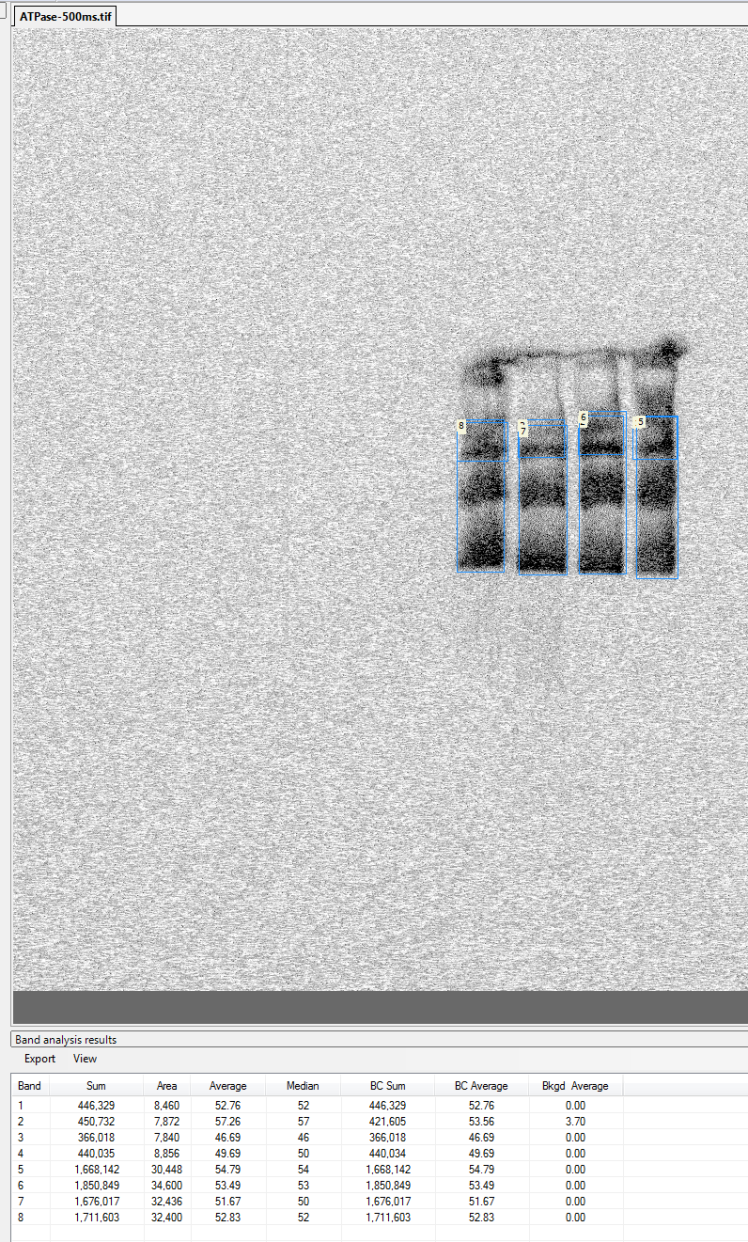 ATPase-500ms.tif
6
8
5
7
Band analysis results
Export View
Band Sum Area Average Median BC Sum BC Average Bkgd Average
1 446,329 8,460 52.76 52 446,329 52.76 0.00
2 450,732 7,872 57.26 57 421,605 53.56 3.70
3 366,018 7,840 46.69 46 366,018 46.69 0.00
4 440,035 8,856 49.69 50 440,034 49.69 0.00
5 1,668,142 30,448 54.79 54 1,668,142 54.79 0.00
6 1,850,849 34,600 53.49 53 1,850,849 53.49 0.00
7 1,676,017 32,436 51.67 50 1,676,017 51.67 0.00
8 1,711,603 32,400 52.83 52 1,711,603 52.83 0.00